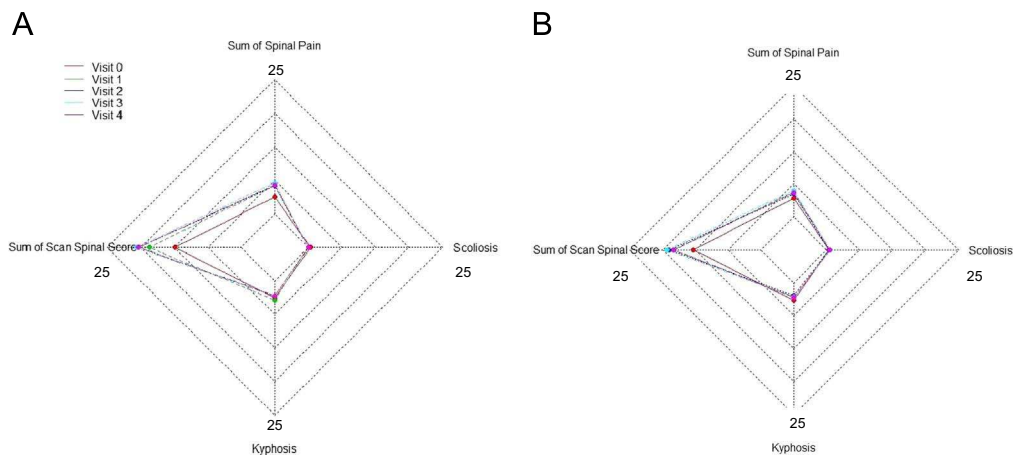 A
B
Sum of Spinal Pain
25
Visit 0
Visit 1
Visit 2
Visit 3
Visit 4
Sum of Scan Spinal Score
25
Scoliosis
25
25
Kyphosis
Sum of Spinal Pain
25
Sum of Scan Spinal Score
25
Scoliosis
25
25
Kyphosis